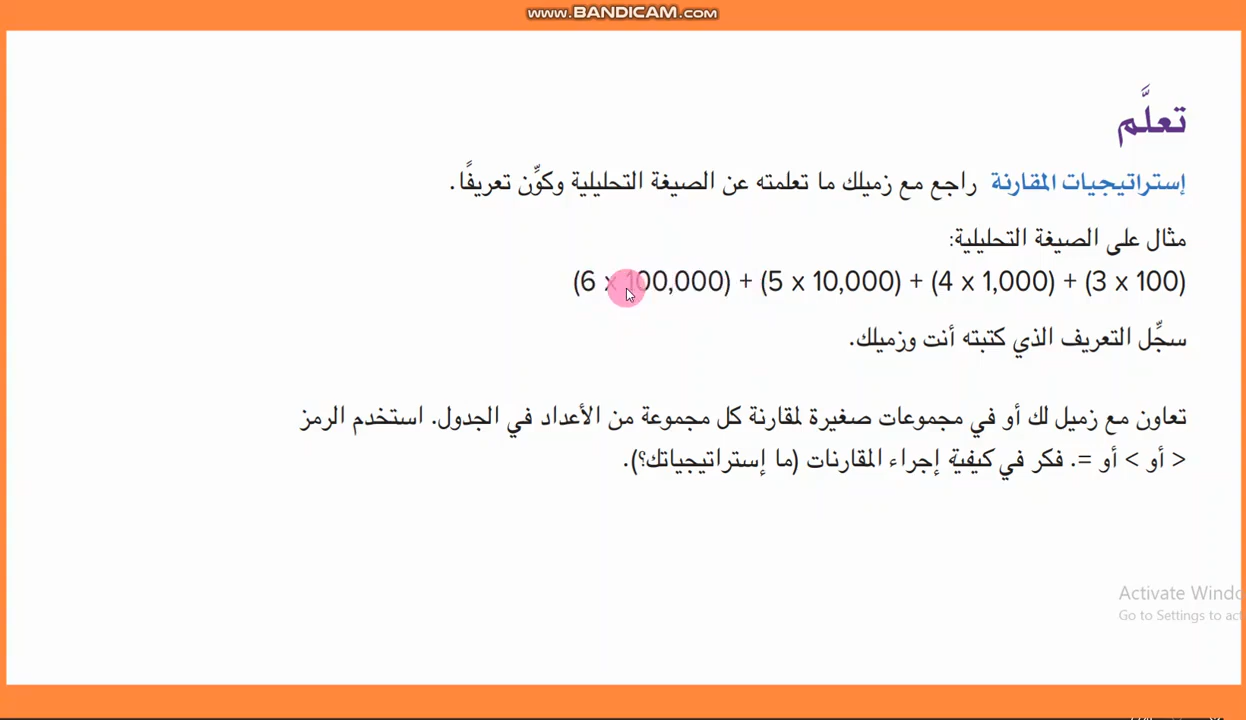 www.BANDICAM.com
تعلَّم
إستراتيجيات المقارنة راجع مع زميلك ما تعلمته عن الصيغة التحليلية وكوِّن تعريفًا.
مثال على الصيغة التحليلية:
(6 x 100,000) + (5 x 10,000) + (4 x 1,000) + (3 x 100)
سجِّل التعريف الذي كتبته أنت وزميلك.
تعاون مع زميل لك أو في مجموعات صغيرة لمقارنة كل مجموعة من الأعداد في الجدول. استخدم الرمز
< أو > أو =. فكر في كيفية إجراء المقارنات (ما إستراتيجياتك؟).
Activate Windo
Go to Settings to act